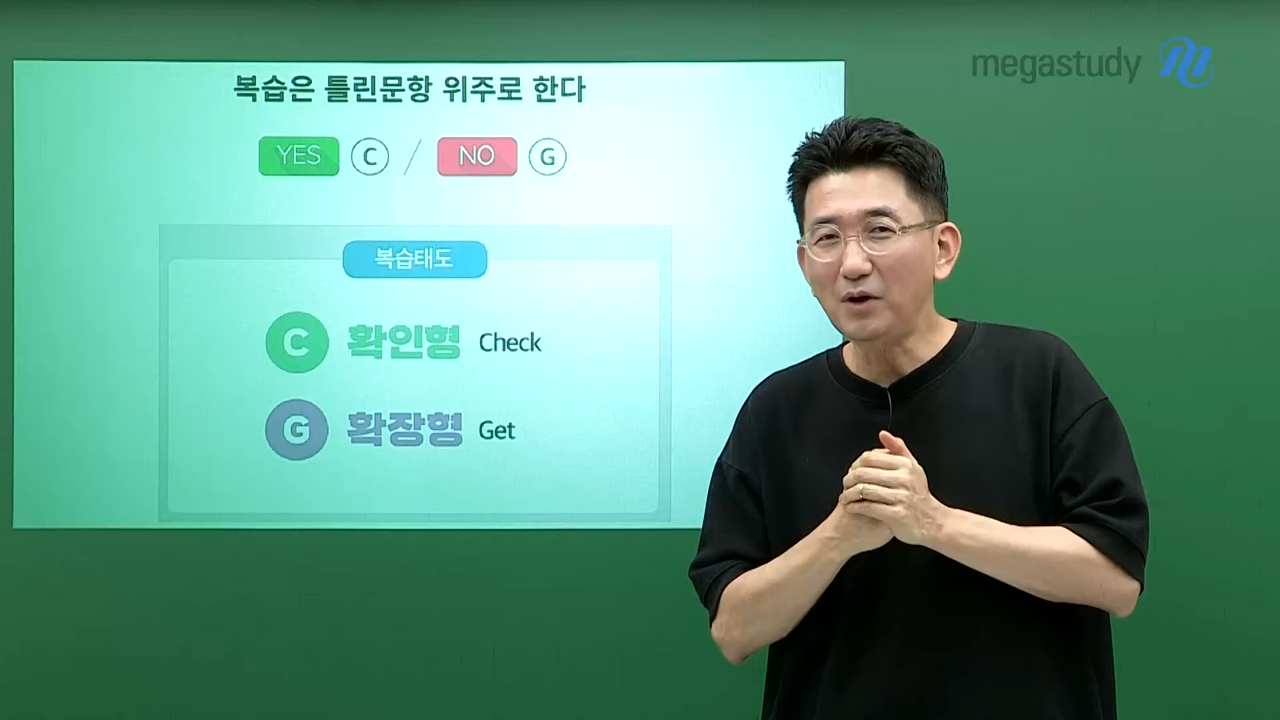 megastudy
복습은 틀린문항 위주로 한다
YES C / NO G
복습태도
C 확인형 Check
G 확장형 Get